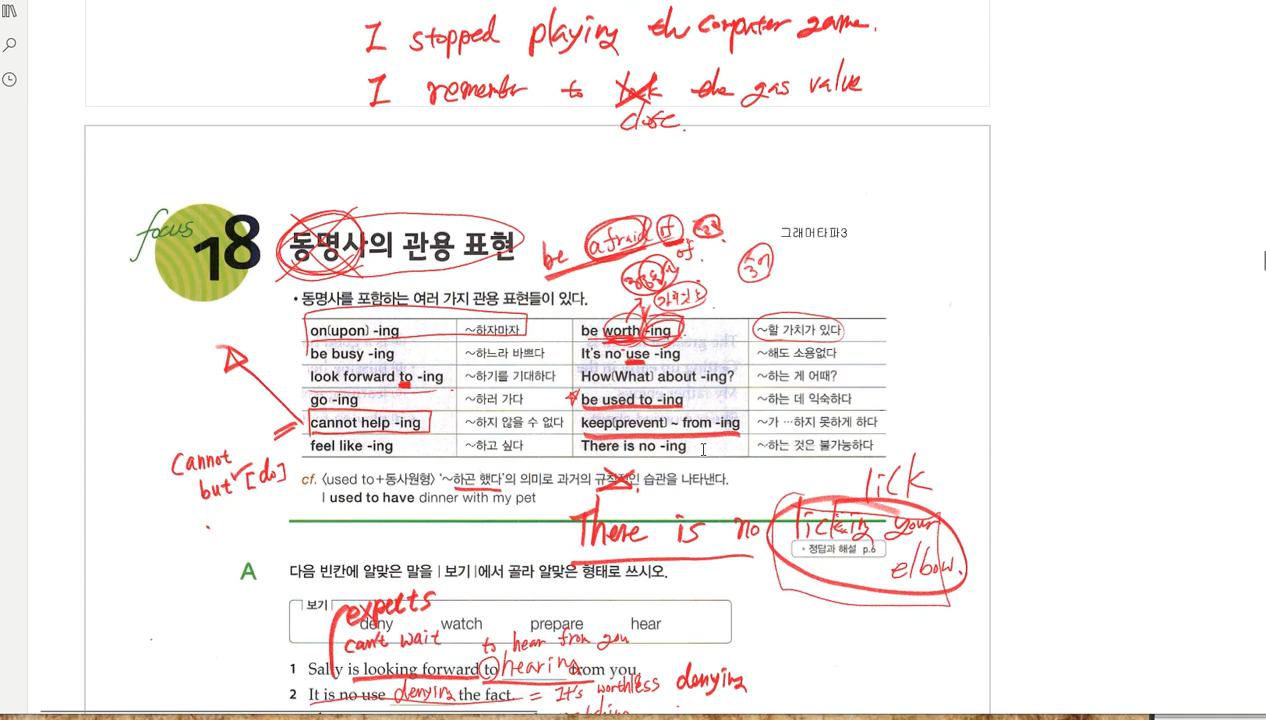 I stopped playing the computer game.
I remember to the gas value
close.
focus
18
동명사의 관용 표현
be afraid of
of.
그래머타파3
• 동명사를 포함하는 여러 가지 관용 표현들이 있다.
on(upon) -ing ~하자마자 be worth -ing ~할 가치가 있다
be busy -ing ~하느라 바쁘다 It's no use -ing ~해도 소용없다
look forward to -ing ~하기를 기대하다 How(What) about -ing? ~하는 게 어때?
go -ing ~하러 가다 be used to -ing ~하는 데 익숙하다
cannot help -ing ~하지 않을 수 없다 keep(prevent) ~ from -ing ~가 …하지 못하게 하다
feel like -ing ~하고 싶다 There is no -ing ~하는 것은 불가능하다
cannot
but [do]
cf. 〈used to+동사원형〉 '~하곤 했다'의 의미로 과거의 규칙적인 습관을 나타낸다.
I used to have dinner with my pet
lick
There is no licking your
elbow.
• 정답과 해설 p.6
A 다음 빈칸에 알맞은 말을 |보기|에서 골라 알맞은 형태로 쓰시오.
보기
expects
deny watch prepare hear
can't wait to hear from you
1 Sally is looking forward to hearing from you.
2 It is no use denying the fact. = It's worthless denying